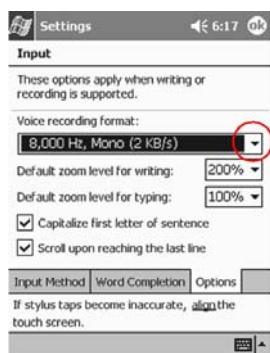 Settings 6:17 ok
Input
These options apply when writing or
recording is supported.
Voice recording format:
8,000 Hz, Mono (2 KB/s)
Default zoom level for writing: 200%
Default zoom level for typing: 100%
Capitalize first letter of sentence
Scroll upon reaching the last line
Input Method Word Completion Options
If stylus taps become inaccurate, align the
touch screen.